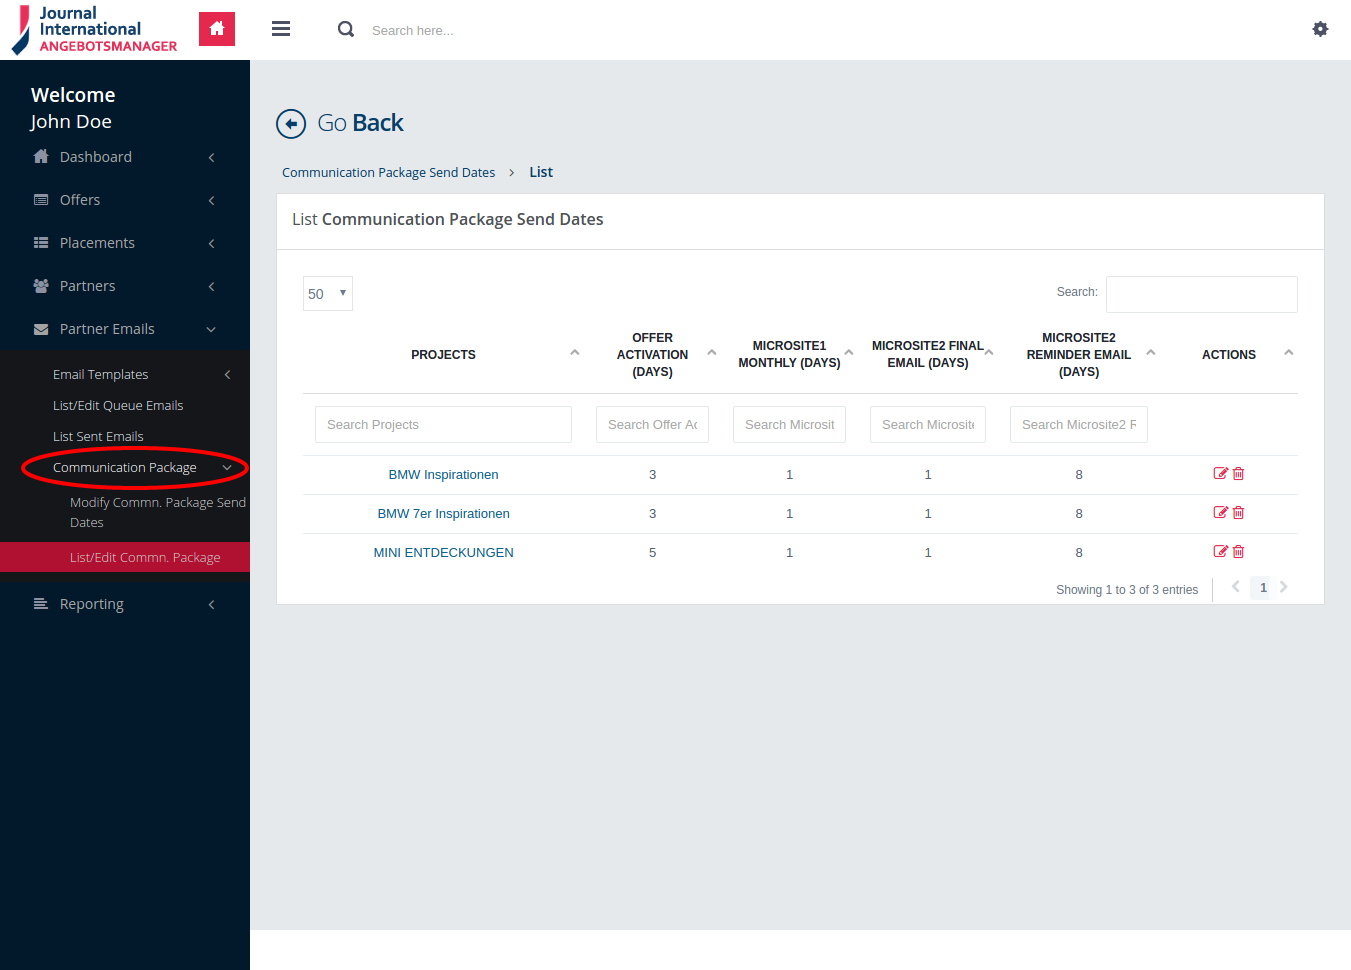 Journal
International
ANGEBOTSMANAGER
Search here...
Welcome
John Doe
Dashboard
Offers
Placements
Partners
Partner Emails
Email Templates
List/Edit Queue Emails
List Sent Emails
Communication Package
Modify Commn. Package Send
Dates
List/Edit Commn. Package
Reporting
Go Back
Communication Package Send Dates > List
List Communication Package Send Dates
50
Search:
PROJECTS
OFFER
ACTIVATION
(DAYS)
MICROSITE1
MONTHLY (DAYS)
MICROSITE2 FINAL
EMAIL (DAYS)
MICROSITE2
REMINDER EMAIL
(DAYS)
ACTIONS
Search Projects
Search Offer Ac
Search Microsit
Search Microsite
Search Microsite2 R
BMW Inspirationen 3 1 1 8
BMW 7er Inspirationen 3 1 1 8
MINI ENTDECKUNGEN 5 1 1 8
Showing 1 to 3 of 3 entries
1